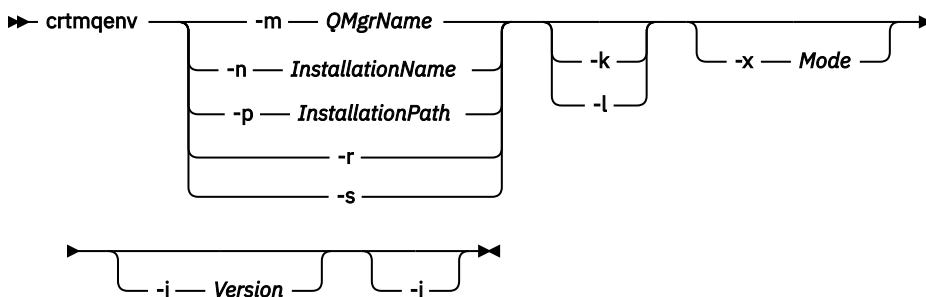 crtmqenv
-m QMgrName
-n InstallationName
-p InstallationPath
-r
-s
-k
-l
-x Mode
-j Version
-i